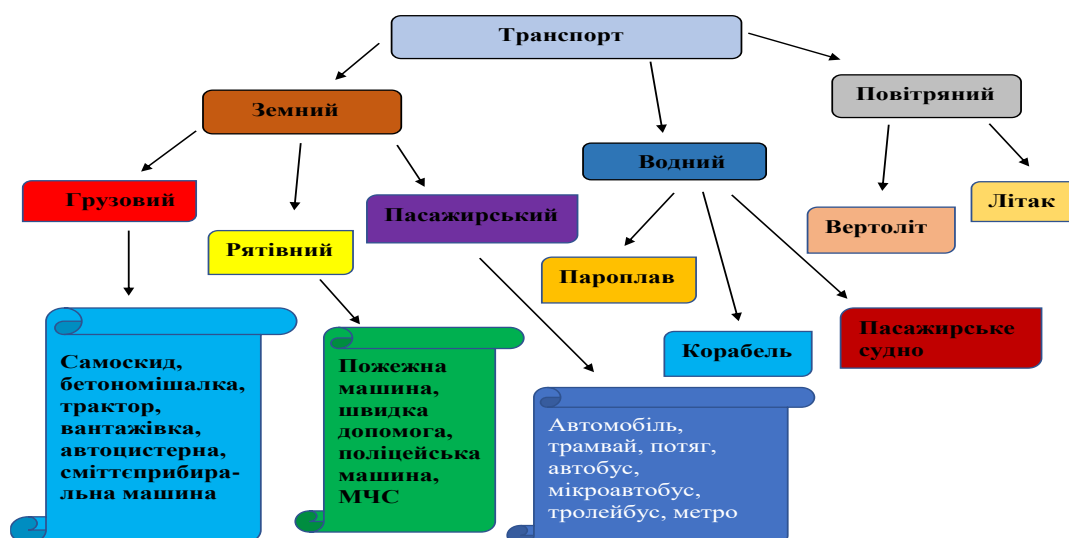 Транспорт
Земний
Повітряний
Водний
Грузовий
Рятівний
Пасажирський
Пароплав
Корабель
Пасажирське
судно
Вертоліт
Літак
Самоскид,
бетономішалка,
трактор,
вантажівка,
автоцистерна,
сміттєприбира-
льна машина
Пожежна
машина,
швидка
допомога,
поліцейська
машина,
МЧС
Автомобіль,
трамвай, потяг,
автобус,
мікроавтобус,
тролейбус, метро